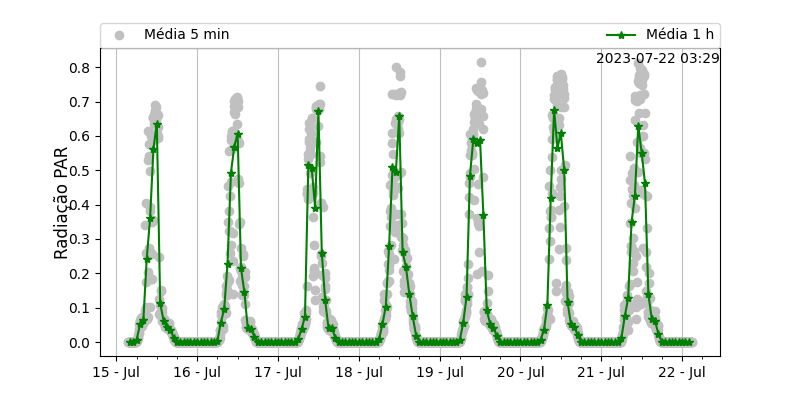 Média 5 min
Média 1 h
2023-07-22 03:29
Radiação PAR
0.8
0.7
0.6
0.5
0.4
0.3
0.2
0.1
0.0
15 - Jul
16 - Jul
17 - Jul
18 - Jul
19 - Jul
20 - Jul
21 - Jul
22 - Jul